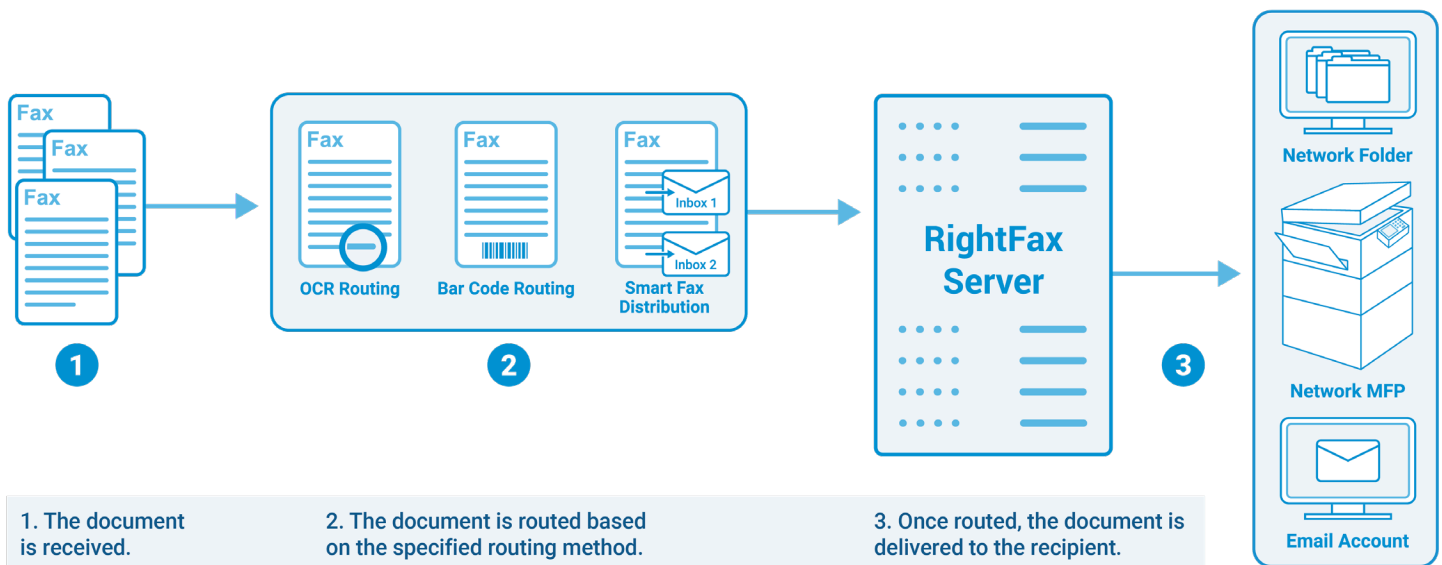 Fax
Fax
Fax
1
Fax
OCR Routing
Fax
Bar Code Routing
Fax
Inbox 1
Inbox 2
Smart Fax
Distribution
2
RightFax
Server
3
Network Folder
Network MFP
Email Account
1. The document
is received.
2. The document is routed based
on the specified routing method.
3. Once routed, the document is
delivered to the recipient.